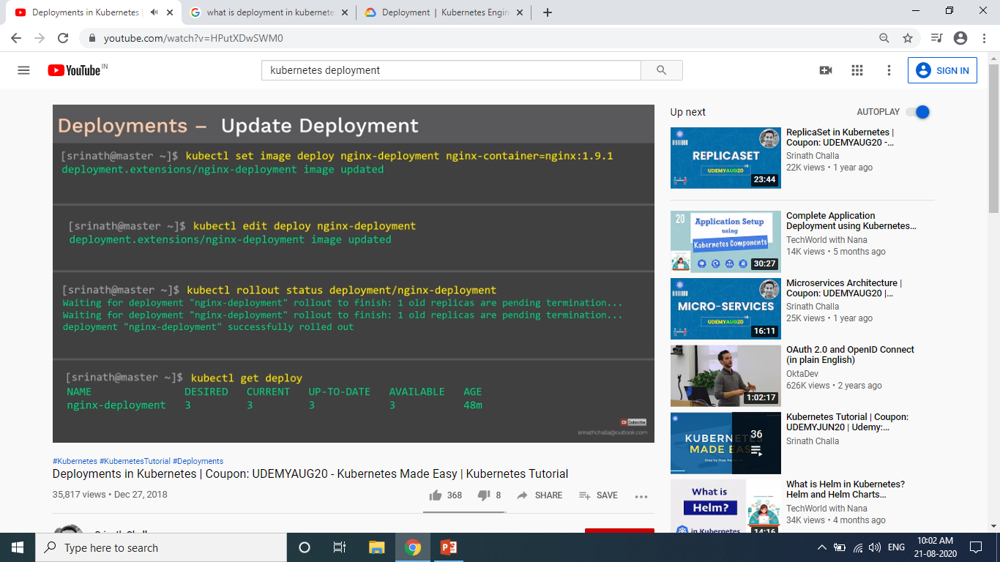 Deployments in Kubernetes |
what is deployment in kubernete
Deployment | Kubernetes Engin
youtube.com/watch?v=HPutXDwSWM0
YouTube IN
kubernetes deployment
SIGN IN
Deployments – Update Deployment
[srinath@master ~]$ kubectl set image deploy nginx-deployment nginx-container=nginx:1.9.1
deployment.extensions/nginx-deployment image updated
[srinath@master ~]$ kubectl edit deploy nginx-deployment
deployment.extensions/nginx-deployment image updated
[srinath@master ~]$ kubectl rollout status deployment/nginx-deployment
Waiting for deployment "nginx-deployment" rollout to finish: 1 old replicas are pending termination...
Waiting for deployment "nginx-deployment" rollout to finish: 1 old replicas are pending termination...
deployment "nginx-deployment" successfully rolled out
[srinath@master ~]$ kubectl get deploy
NAME DESIRED CURRENT UP-TO-DATE AVAILABLE AGE
nginx-deployment 3 3 3 3 48m
Subscribe
srinathchalla@outlook.com
#Kubernetes #KubernetesTutorial #Deployments
Deployments in Kubernetes | Coupon: UDEMYAUG20 - Kubernetes Made Easy | Kubernetes Tutorial
35,817 views • Dec 27, 2018
368
8
SHARE
SAVE
Up next
AUTOPLAY
REPLICASET
UDEMYAUG20
23:44
ReplicaSet in Kubernetes |
Coupon: UDEMYAUG20 -...
Srinath Challa
22K views • 1 year ago
20
Application Setup
using
Kubernetes Components
30:27
Complete Application
Deployment using Kubernetes...
TechWorld with Nana
14K views • 5 months ago
MICRO-SERVICES
UDEMYAUG20
16:11
Microservices Architecture |
Coupon: UDEMYAUG20 |...
Srinath Challa
25K views • 1 year ago
1:02:17
OAuth 2.0 and OpenID Connect
(in plain English)
OktaDev
626K views • 2 years ago
KUBERNETES
MADE EASY
36
Kubernetes Tutorial | Coupon:
UDEMYJUN20 | Udemy:...
Srinath Challa
What is
Helm?
in Kubernetes
14:16
What is Helm in Kubernetes?
Helm and Helm Charts...
TechWorld with Nana
34K views • 4 months ago
Type here to search
ENG
10:02 AM
21-08-2020